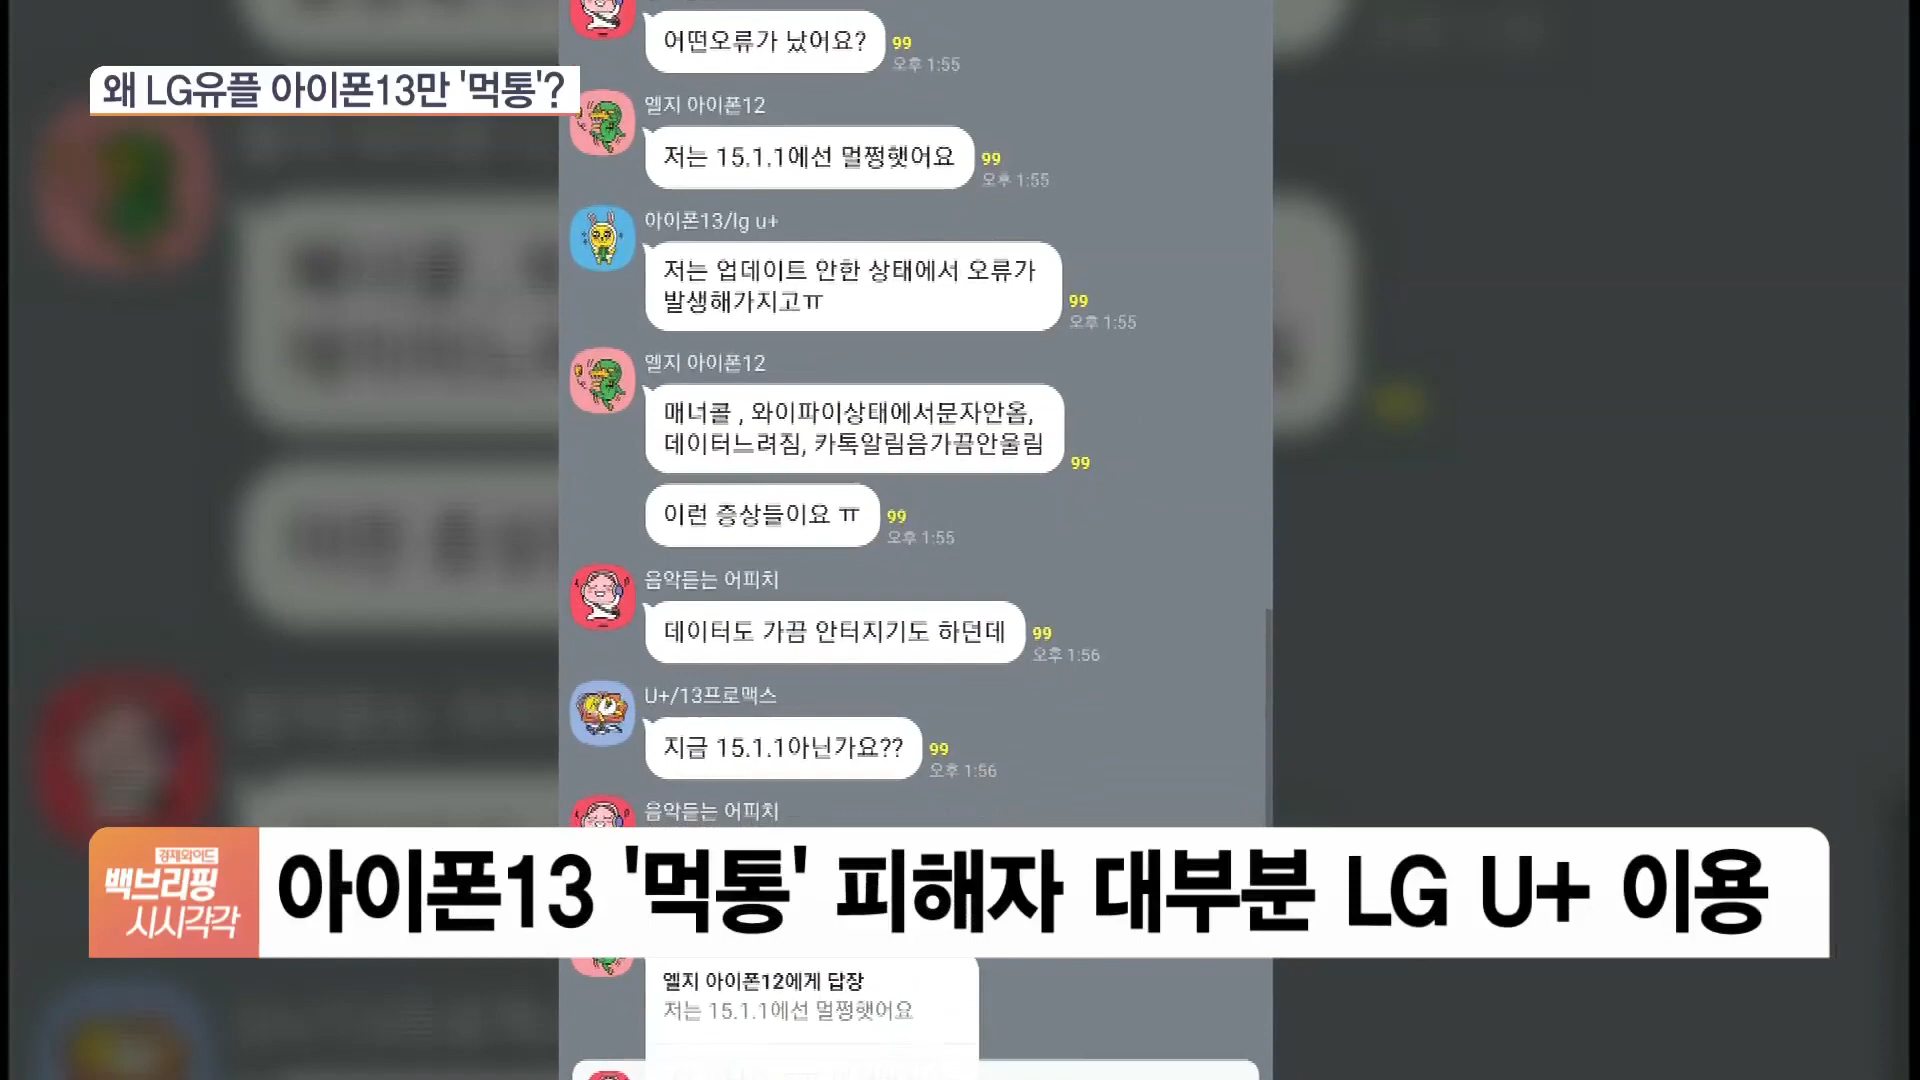 어떤오류가 났어요?
99
오후 1:55
왜 LG유플 아이폰13만 '먹통'?
엘지 아이폰12
저는 15.1.1에선 멀쩡햇어요
99
오후 1:55
아이폰13/lg u+
저는 업데이트 안한 상태에서 오류가
발생해가지고ㅠ
99
오후 1:55
엘지 아이폰12
매너콜 , 와이파이상태에서문자안옴,
데이터느려짐, 카톡알림음가끔안울림
99
이런 증상들이요 ㅠ
99
오후 1:55
음악듣는 어피치
데이터도 가끔 안터지기도 하던데
99
오후 1:56
U+/13프로맥스
지금 15.1.1아닌가요??
99
오후 1:56
음악듣는 어피치
경제와이드
백브리핑
시시각각
아이폰13 '먹통' 피해자 대부분 LG U+ 이용
엘지 아이폰12에게 답장
저는 15.1.1에선 멀쩡햇어요